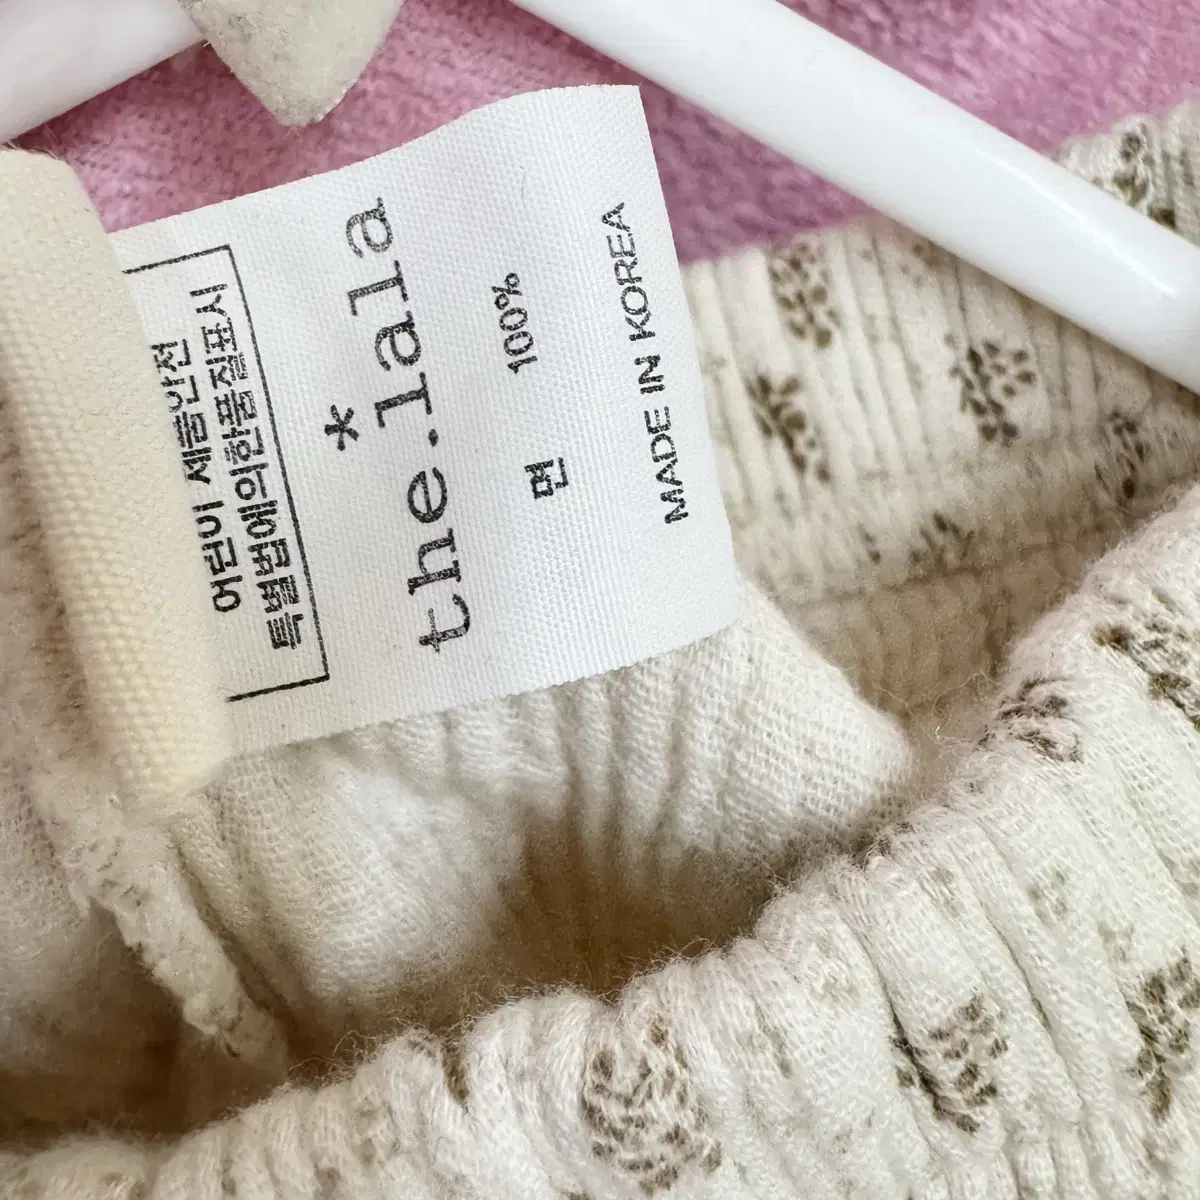 어린이 제품안전
특별법에의한품질표시
*
the.lala
면 100%
MADE IN KOREA